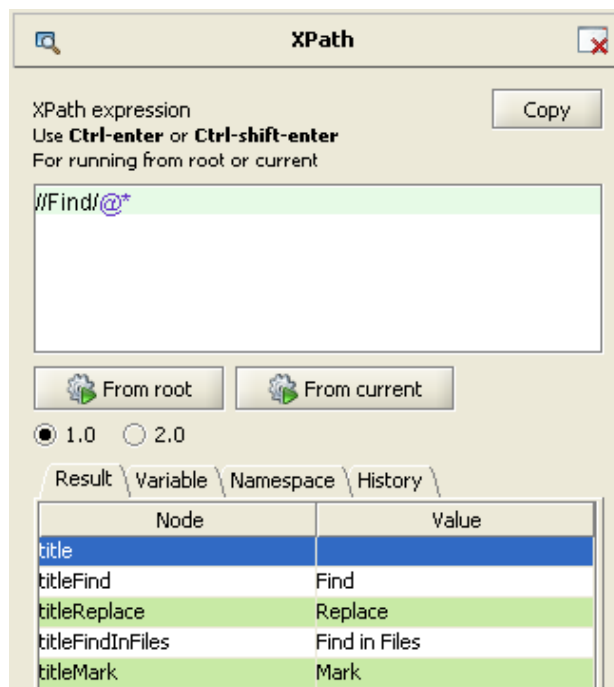 XPath
XPath expression
Copy
Use Ctrl-enter or Ctrl-shift-enter
For running from root or current
//Find/@*
From root From current
1.0 2.0
Result Variable Namespace History
Node Value
title
titleFind Find
titleReplace Replace
titleFindInFiles Find in Files
titleMark Mark